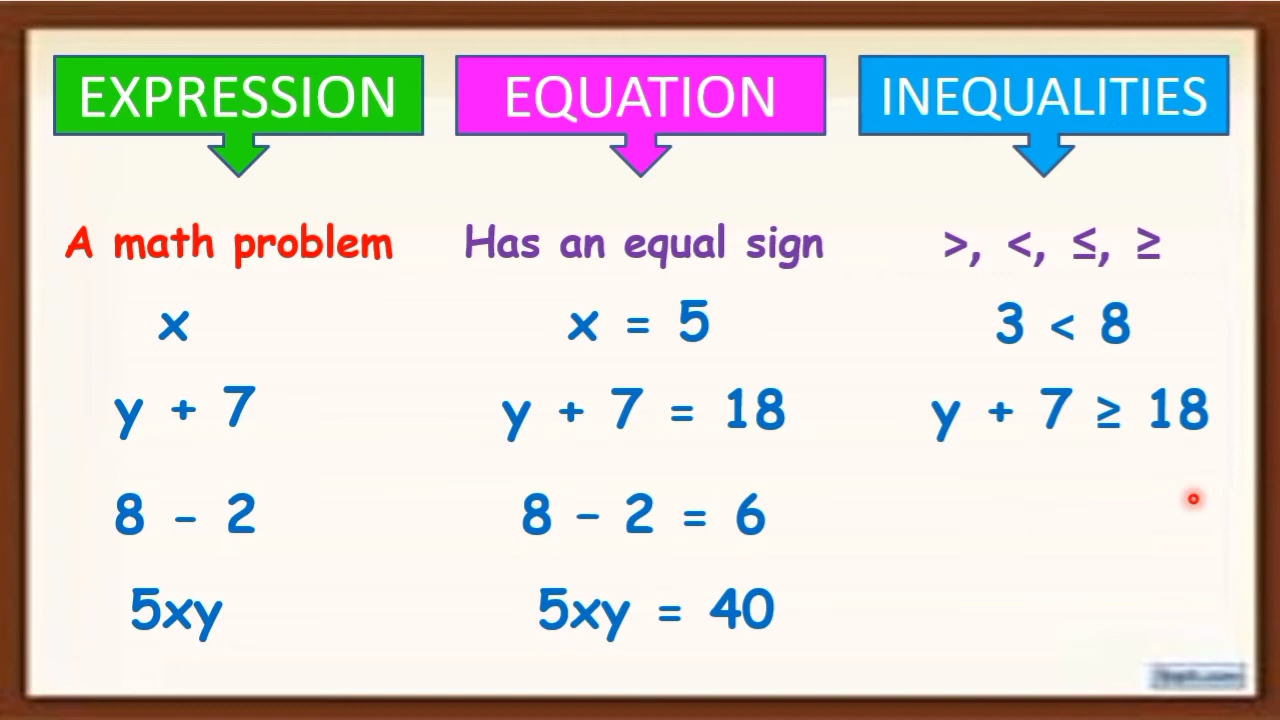 EXPRESSION
EQUATION
INEQUALITIES
A math problem
Has an equal sign
>, <, ≤, ≥
x
x = 5
3 < 8
y + 7
y + 7 = 18
y + 7 ≥ 18
8 – 2
8 – 2 = 6
5xy
5xy = 40